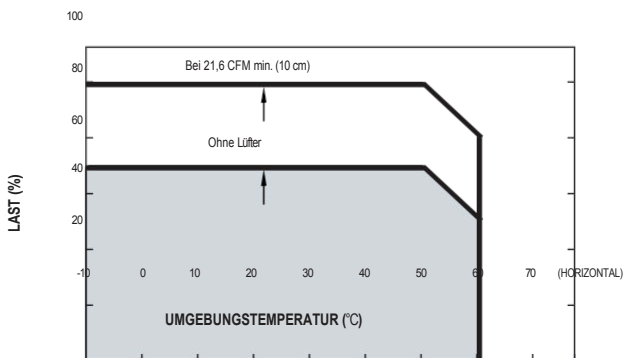 100
80
Bei 21,6 CFM min. (10 cm)
60
Ohne Lüfter
40
LAST (%)
20
-10 0 10 20 30 40 50 60 70 (HORIZONTAL)
UMGEBUNGSTEMPERATUR (°C)